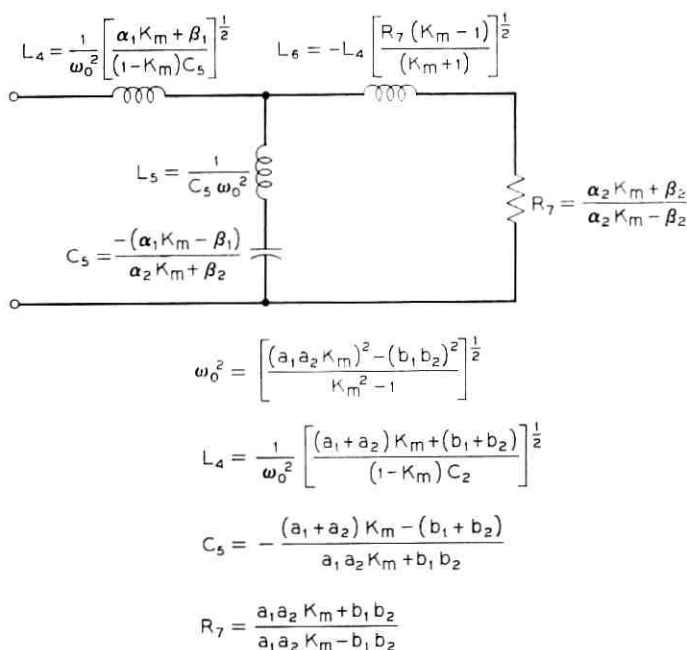 L₄ = 1/ω₀² [(α₁Kₘ + β₁)/((1-Kₘ)C₅)]^½
L₆ = -L₄ [R₇(Kₘ-1)/(Kₘ+1)]^½
L₅ = 1/(C₅ω₀²)
R₇ = (α₂Kₘ + β₂)/(α₂Kₘ - β₂)
C₅ = -(α₁Kₘ - β₁)/(α₂Kₘ + β₂)
ω₀² = [((a₁a₂Kₘ)² - (b₁b₂)²)/(Kₘ² - 1)]^½
L₄ = 1/ω₀² [((a₁+a₂)Kₘ + (b₁+b₂))/((1-Kₘ)C₂)]^½
C₅ = - ((a₁+a₂)Kₘ - (b₁+b₂))/(a₁a₂Kₘ + b₁b₂)
R₇ = (a₁a₂Kₘ + b₁b₂)/(a₁a₂Kₘ - b₁b₂)